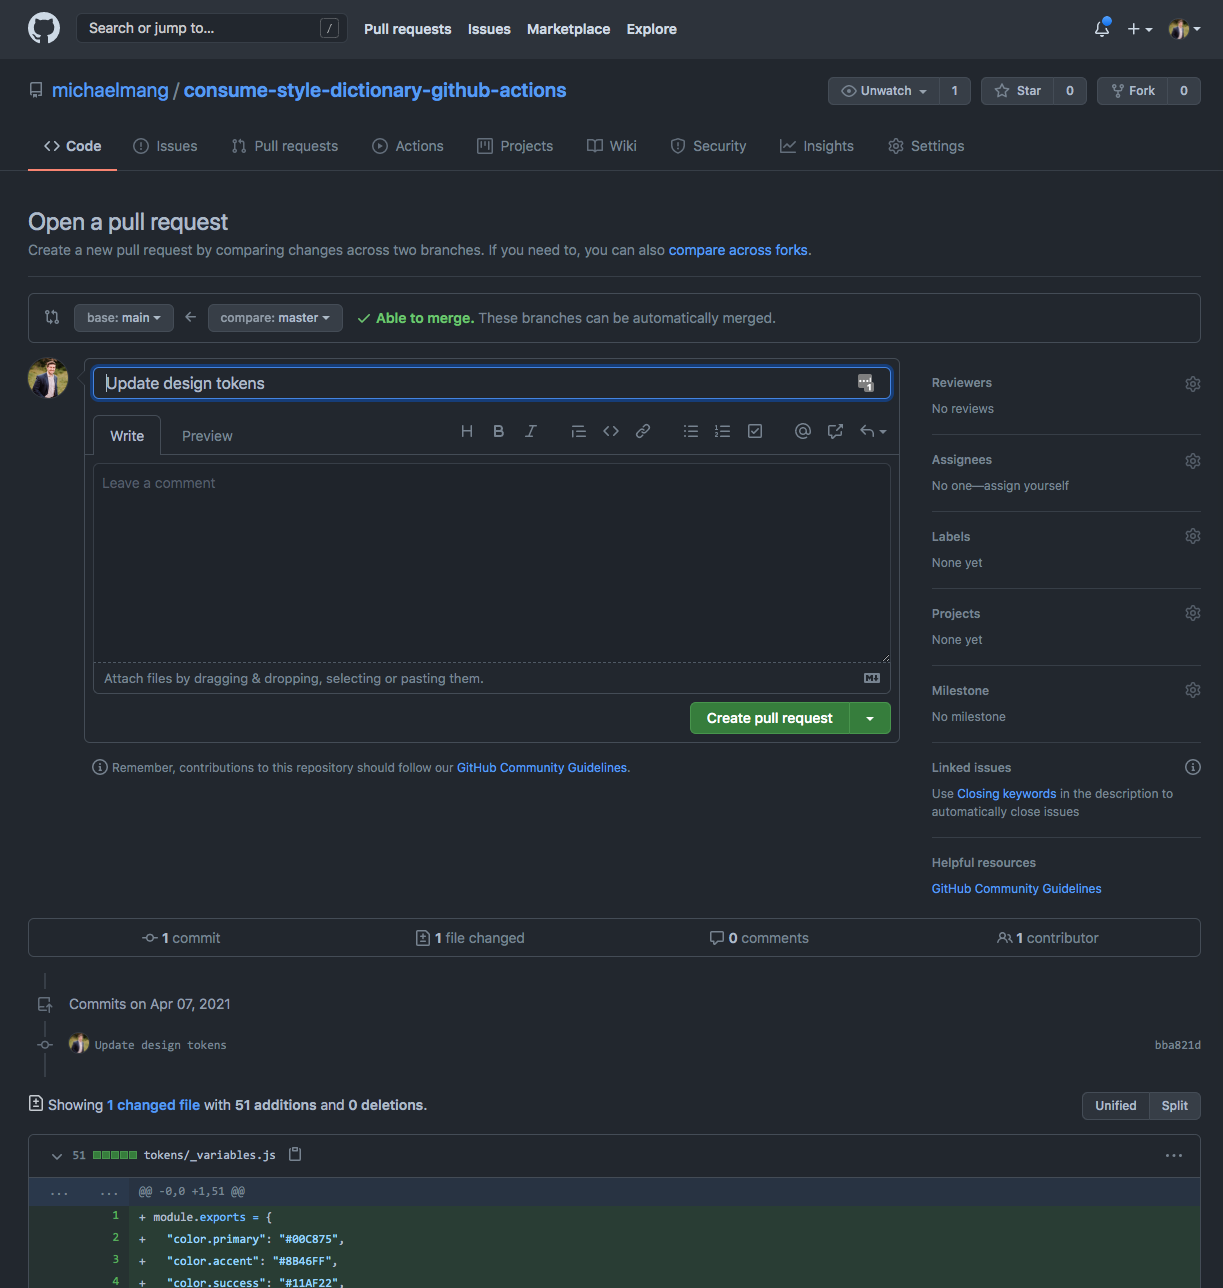 Search or jump to... /
Pull requests Issues Marketplace Explore
michaelmang / consume-style-dictionary-github-actions
Unwatch 1 Star 0 Fork 0
Code Issues Pull requests Actions Projects Wiki Security Insights Settings
Open a pull request
Create a new pull request by comparing changes across two branches. If you need to, you can also compare across forks.
base: main compare: master Able to merge. These branches can be automatically merged.
Update design tokens
1
Write Preview
H B I
Leave a comment
Attach files by dragging & dropping, selecting or pasting them.
Create pull request
Remember, contributions to this repository should follow our GitHub Community Guidelines.
Reviewers
No reviews
Assignees
No one—assign yourself
Labels
None yet
Projects
None yet
Milestone
No milestone
Linked issues
Use Closing keywords in the description to
automatically close issues
Helpful resources
GitHub Community Guidelines
1 commit 1 file changed 0 comments 1 contributor
Commits on Apr 07, 2021
Update design tokens bba821d
Showing 1 changed file with 51 additions and 0 deletions.
Unified Split
51 tokens/_variables.js ...
... ... @@ -0,0 +1,51 @@
1 + module.exports = {
2 + "color.primary": "#00C875",
3 + "color.accent": "#8B46FF",
4 + "color.success": "#11AF22",